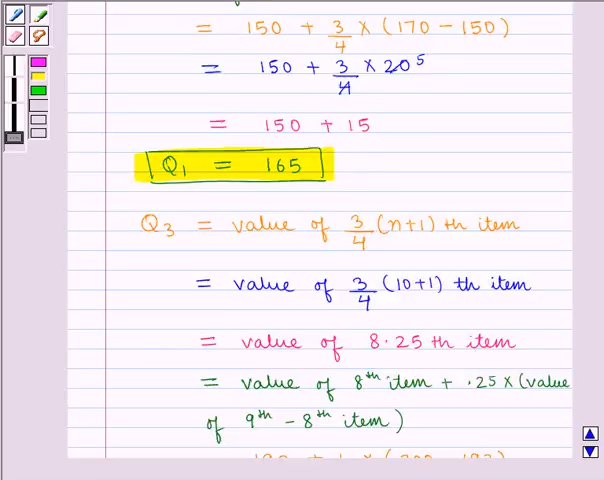 = 150 + 3/4 × (170 - 150)
= 150 + 3/4 × 20 5
= 150 + 15
Q1 = 165
Q3 = value of 3/4 (n+1) th item
= value of 3/4 (10+1) th item
= value of 8.25 th item
= value of 8th item + .25 × (value
of 9th - 8th item)